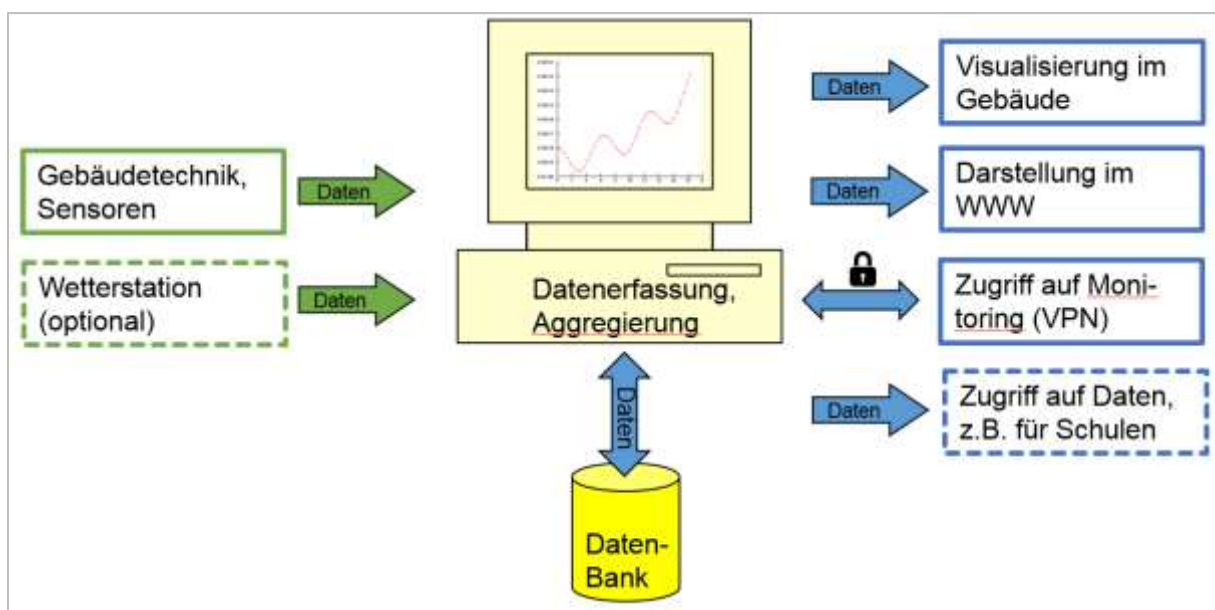 Gebäudetechnik,
Sensoren
Daten
Wetterstation
(optional)
Daten
Datenerfassung,
Aggregierung
Daten
Daten-
Bank
Daten
Visualisierung im
Gebäude
Daten
Darstellung im
WWW
Zugriff auf Moni-
toring (VPN)
Daten
Zugriff auf Daten,
z.B. für Schulen